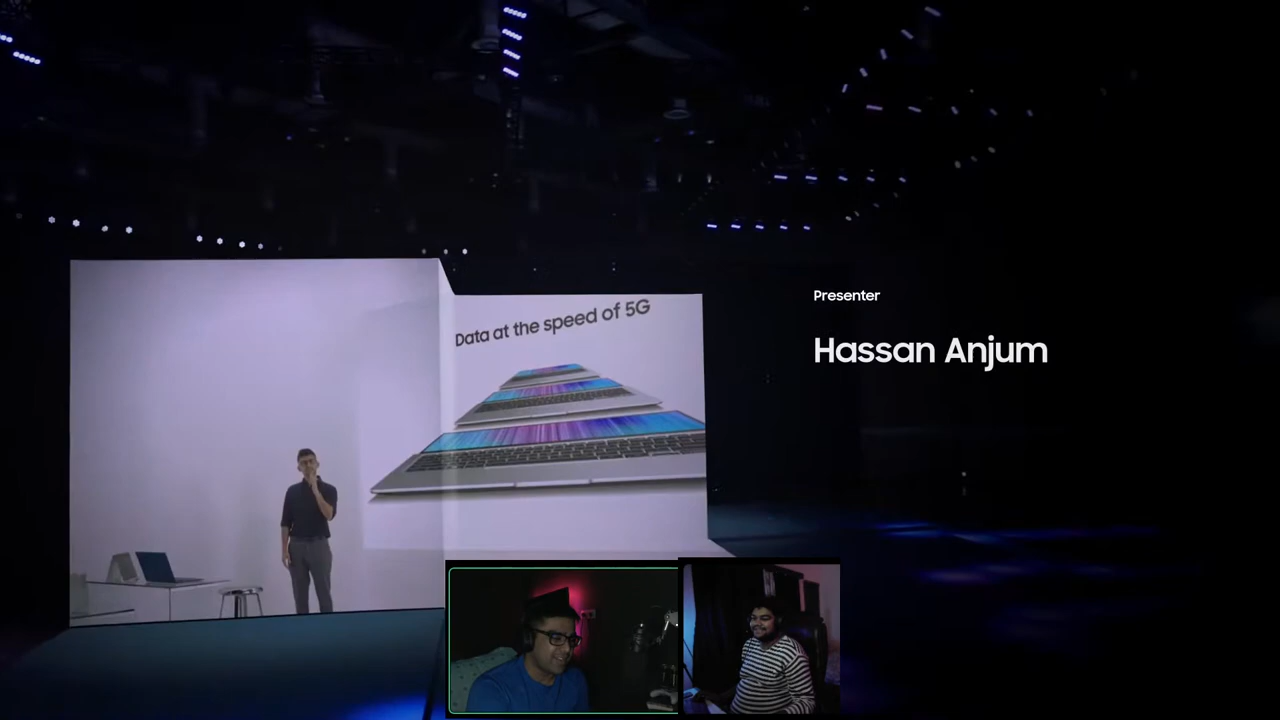 Data at the speed of 5G
Presenter
Hassan Anjum